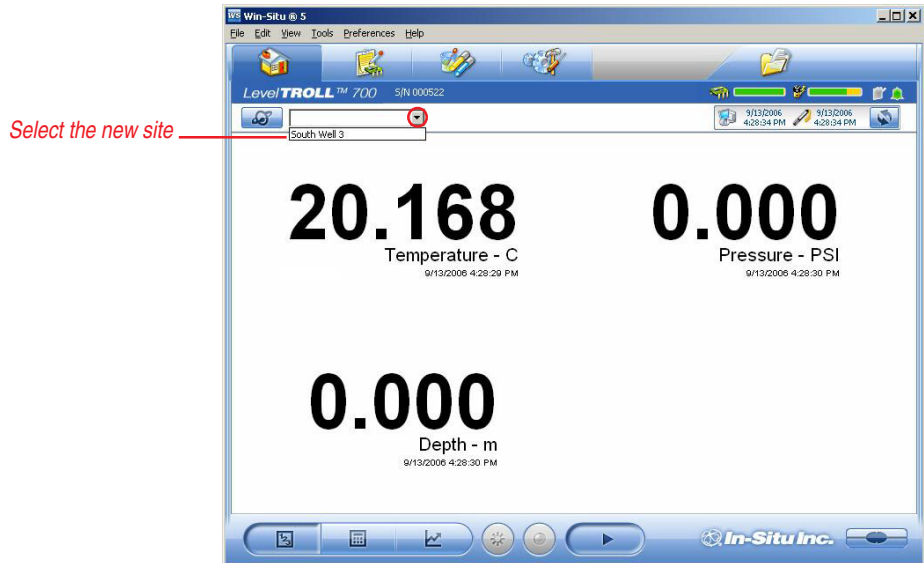 Win-Situ ® 5
File Edit View Tools Preferences Help
Level TROLL™ 700 S/N 000522
9/13/2006 4:28:34 PM 9/13/2006 4:28:34 PM
Select the new site
South Well 3
20.168
Temperature - C
9/13/2006 4:28:29 PM
0.000
Pressure - PSI
9/13/2006 4:28:30 PM
0.000
Depth - m
9/13/2006 4:28:30 PM
In-Situ Inc.